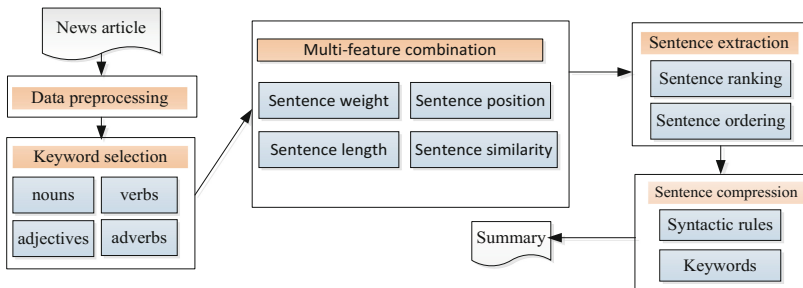 News article
Data preprocessing
Keyword selection
nouns
verbs
adjectives
adverbs
Multi-feature combination
Sentence weight
Sentence position
Sentence length
Sentence similarity
Sentence extraction
Sentence ranking
Sentence ordering
Sentence compression
Syntactic rules
Keywords
Summary